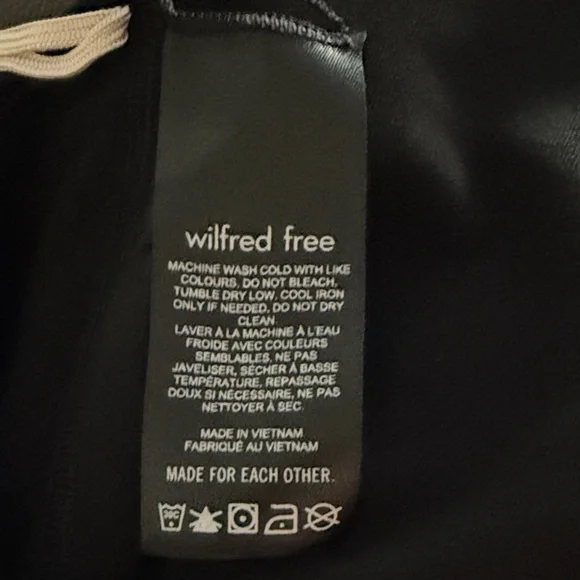 wilfred free
MACHINE WASH COLD WITH LIKE
COLOURS. DO NOT BLEACH.
TUMBLE DRY LOW. COOL IRON
ONLY IF NEEDED. DO NOT DRY
CLEAN.
LAVER À LA MACHINE À L'EAU
FROIDE AVEC COULEURS
SEMBLABLES. NE PAS
JAVELISER. SÉCHER À BASSE
TEMPÉRATURE. REPASSAGE
DOUX SI NÉCESSAIRE. NE PAS
NETTOYER À SEC.
MADE IN VIETNAM
FABRIQUÉ AU VIETNAM
MADE FOR EACH OTHER.
30C